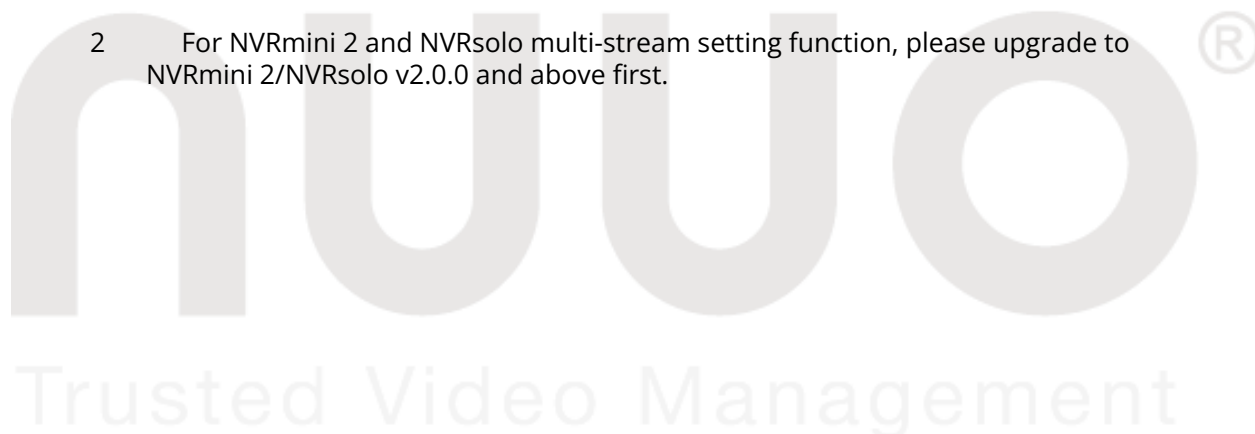 2 For NVRmini 2 and NVRsolo multi-stream setting function, please upgrade to
NVRmini 2/NVRsolo v2.0.0 and above first.
nuuo®
Trusted Video Management